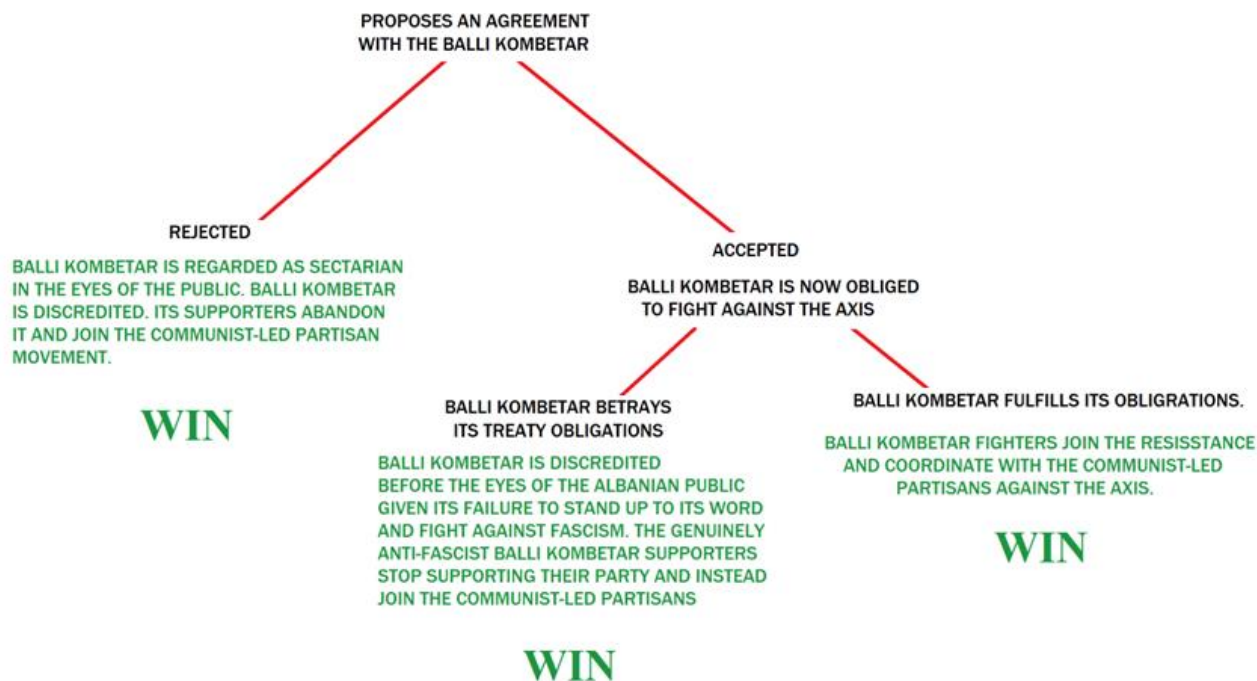 PROPOSES AN AGREEMENT
WITH THE BALLI KOMBETAR
REJECTED
BALLI KOMBETAR IS REGARDED AS SECTARIAN
IN THE EYES OF THE PUBLIC. BALLI KOMBETAR
IS DISCREDITED. ITS SUPPORTERS ABANDON
IT AND JOIN THE COMMUNIST-LED PARTISAN
MOVEMENT.
WIN
ACCEPTED
BALLI KOMBETAR IS NOW OBLIGED
TO FIGHT AGAINST THE AXIS
BALLI KOMBETAR BETRAYS
ITS TREATY OBLIGATIONS
BALLI KOMBETAR IS DISCREDITED
BEFORE THE EYES OF THE ALBANIAN PUBLIC
GIVEN ITS FAILURE TO STAND UP TO ITS WORD
AND FIGHT AGAINST FASCISM. THE GENUINELY
ANTI-FASCIST BALLI KOMBETAR SUPPORTERS
STOP SUPPORTING THEIR PARTY AND INSTEAD
JOIN THE COMMUNIST-LED PARTISANS
WIN
BALLI KOMBETAR FULFILLS ITS OBLIGRATIONS.
BALLI KOMBETAR FIGHTERS JOIN THE RESISSTANCE
AND COORDINATE WITH THE COMMUNIST-LED
PARTISANS AGAINST THE AXIS.
WIN